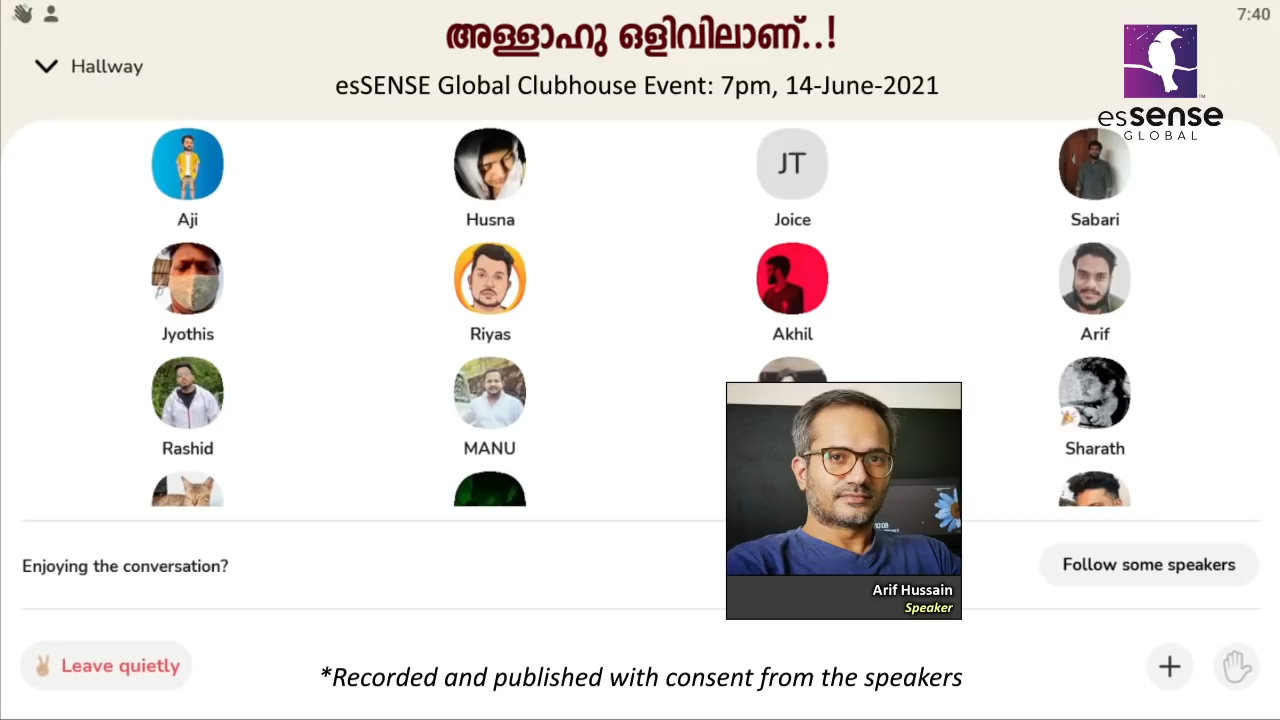 7:40
അള്ളാഹു ഒളിവിലാണ്..!
Hallway
esSENSE Global Clubhouse Event: 7pm, 14-June-2021
essense
GLOBAL
JT
Aji
Husna
Joice
Sabari
Jyothis
Riyas
Akhil
Arif
Rashid
MANU
Sharath
Enjoying the conversation?
Follow some speakers
Arif Hussain
Speaker
Leave quietly
*Recorded and published with consent from the speakers